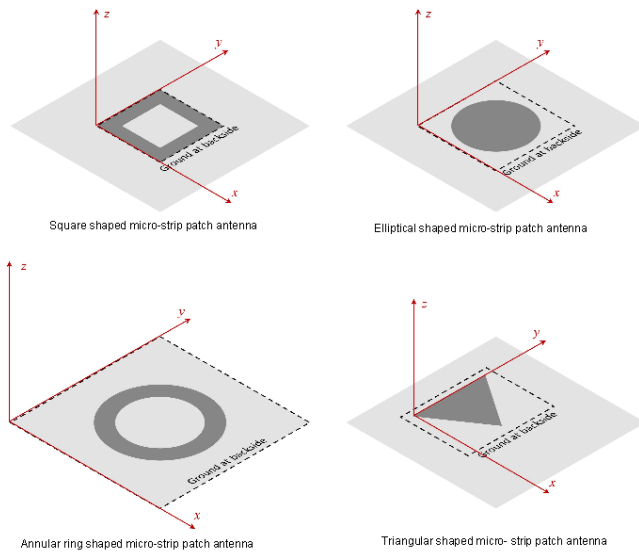 z
y
Ground at backside
x
Square shaped micro-strip patch antenna
z
y
Ground at backside
x
Elliptical shaped micro-strip patch antenna
z
y
Ground at backside
x
Annular ring shaped micro-strip patch antenna
z
y
Ground at backside
x
Triangular shaped micro- strip patch antenna